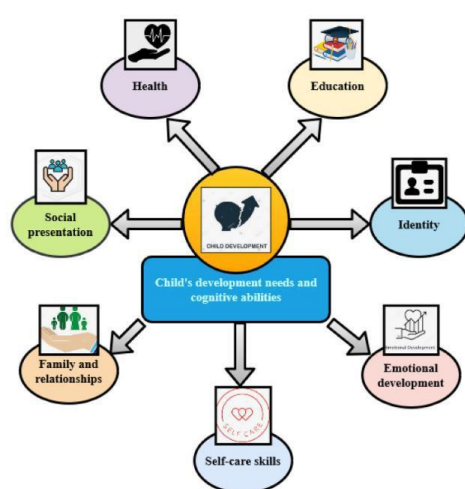 Health
Education
Social
presentation
CHILD DEVELOPMENT
Identity
Child's development needs and
cognitive abilities
Family and
relationships
Emotional
development
SELF CARE
Self-care skills